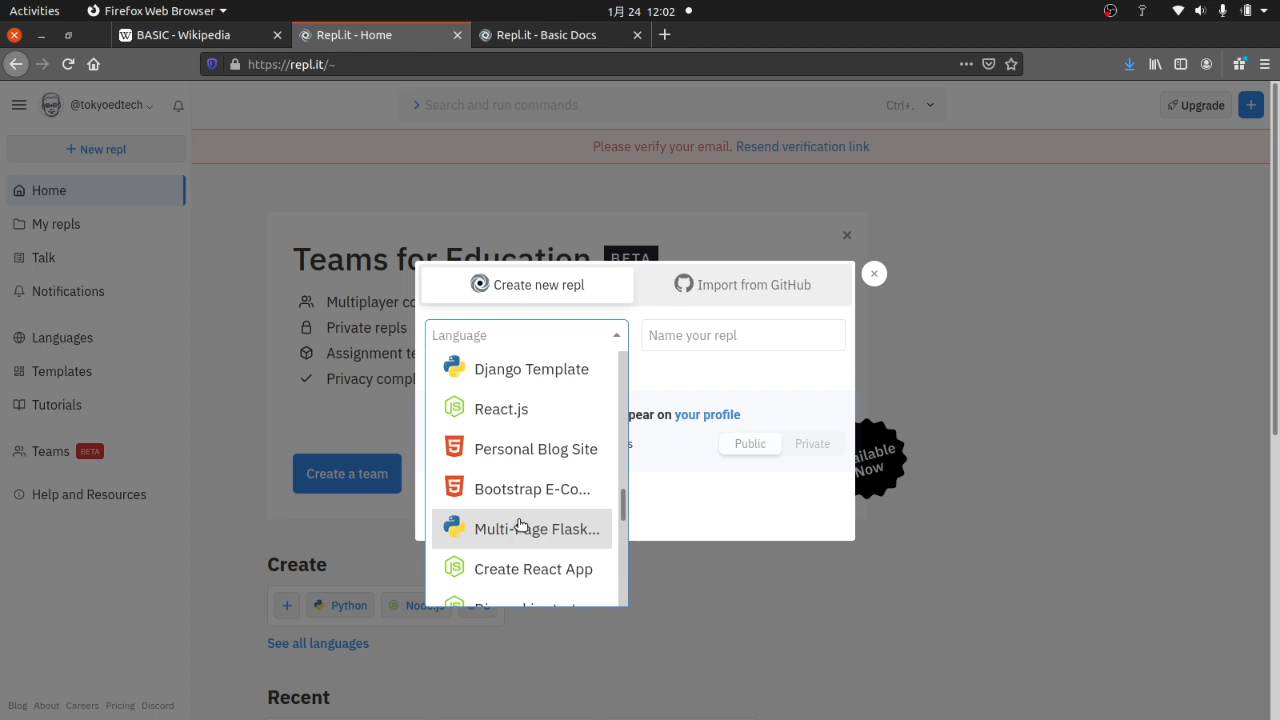 Activities
Firefox Web Browser
1月 24 12:02
BASIC - Wikipedia
Repl.it - Home
Repl.it - Basic Docs
https://repl.it/~
@tokyoedtech
Search and run commands
Ctrl+.
Upgrade
+ New repl
Please verify your email. Resend verification link
Home
My repls
Talk
Notifications
Languages
Templates
Tutorials
Teams BETA
Help and Resources
Teams for Education BETA
Multiplayer co
Private repls
Assignment te
Privacy compl
Create a team
Available
Now
Create new repl
Import from GitHub
Language
Name your repl
Django Template
React.js
Personal Blog Site
Bootstrap E-Co...
Multi-Page Flask...
Create React App
pear on your profile
s
Public
Private
Create
+
Python
See all languages
Recent
Blog About Careers Pricing Discord